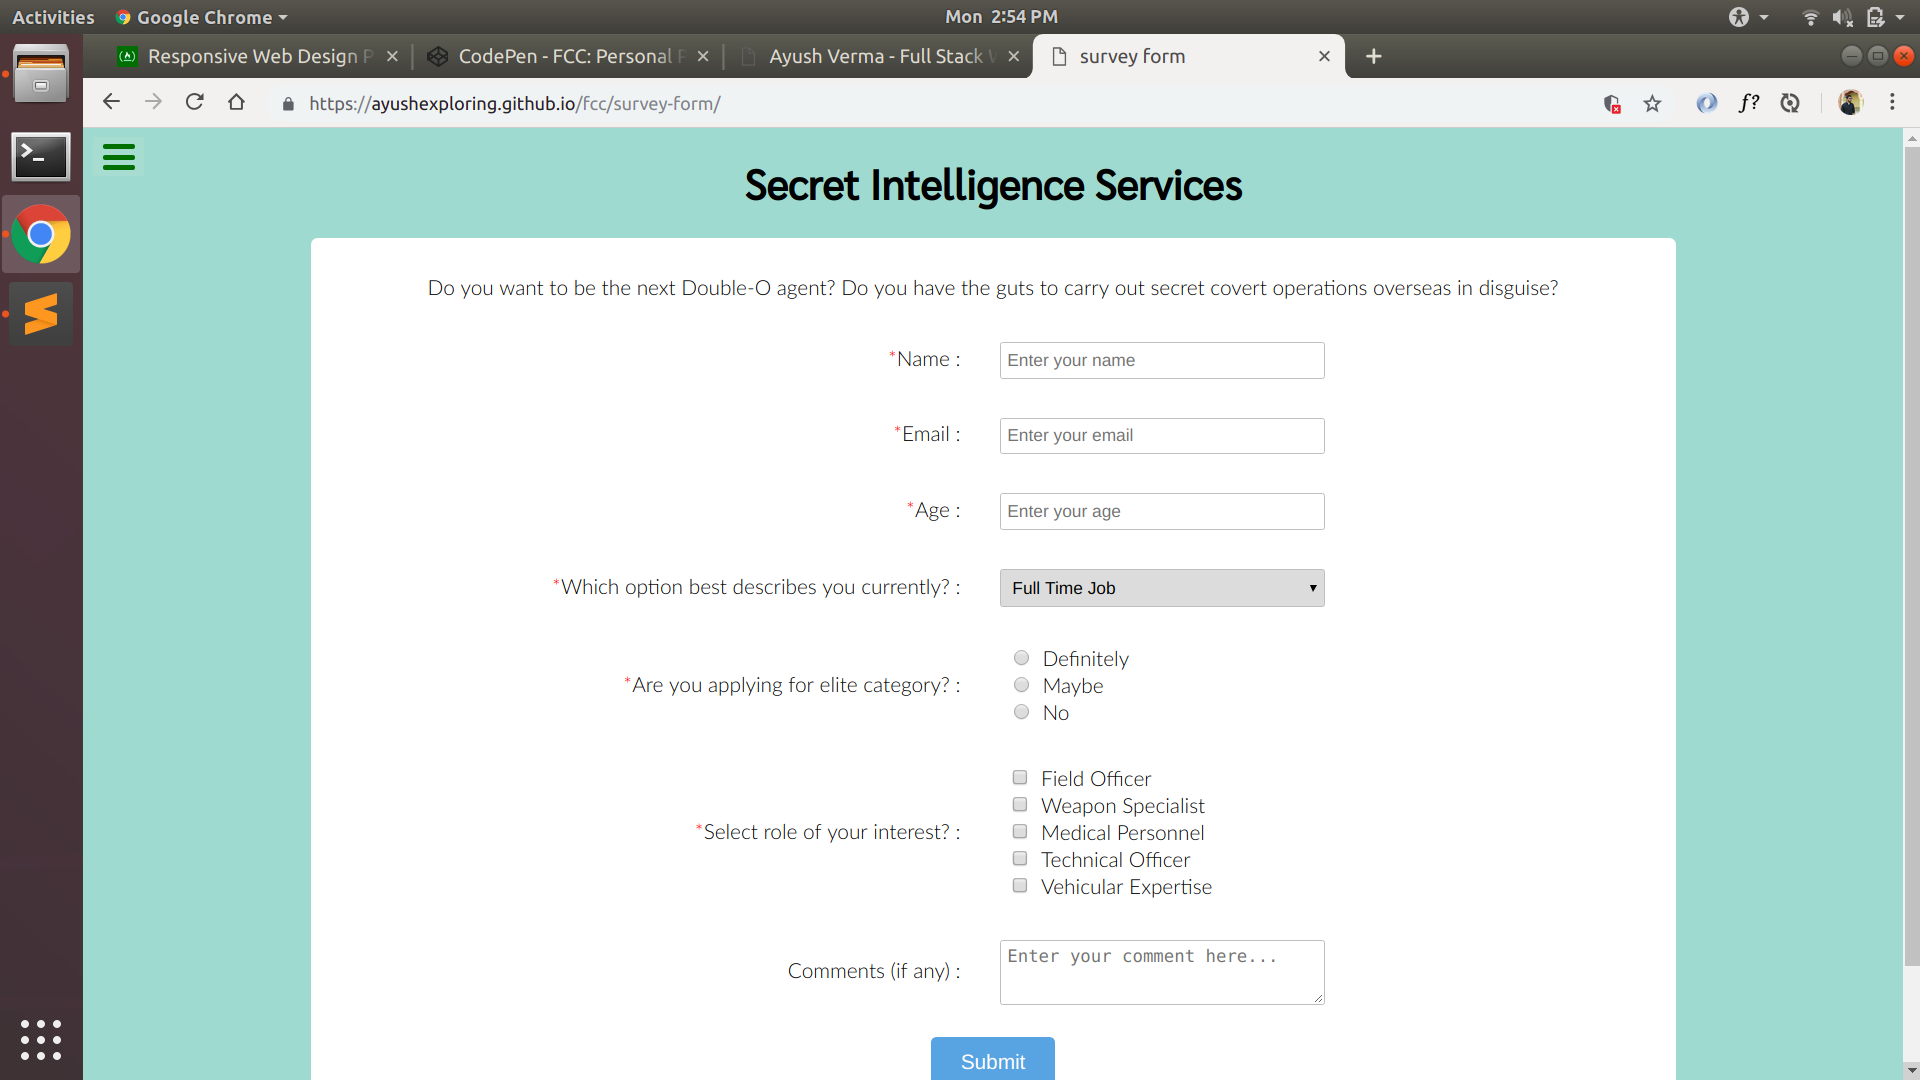 Activities
Google Chrome
Mon 2:54 PM
Responsive Web Design P
CodePen - FCC: Personal P
Ayush Verma - Full Stack W
survey form
https://ayushexploring.github.io/fcc/survey-form/
f?
Secret Intelligence Services
Do you want to be the next Double-O agent? Do you have the guts to carry out secret covert operations overseas in disguise?
*Name :
Enter your name
*Email :
Enter your email
*Age :
Enter your age
*Which option best describes you currently? :
Full Time Job
*Are you applying for elite category? :
Definitely
Maybe
No
*Select role of your interest? :
Field Officer
Weapon Specialist
Medical Personnel
Technical Officer
Vehicular Expertise
Comments (if any) :
Enter your comment here...
Submit